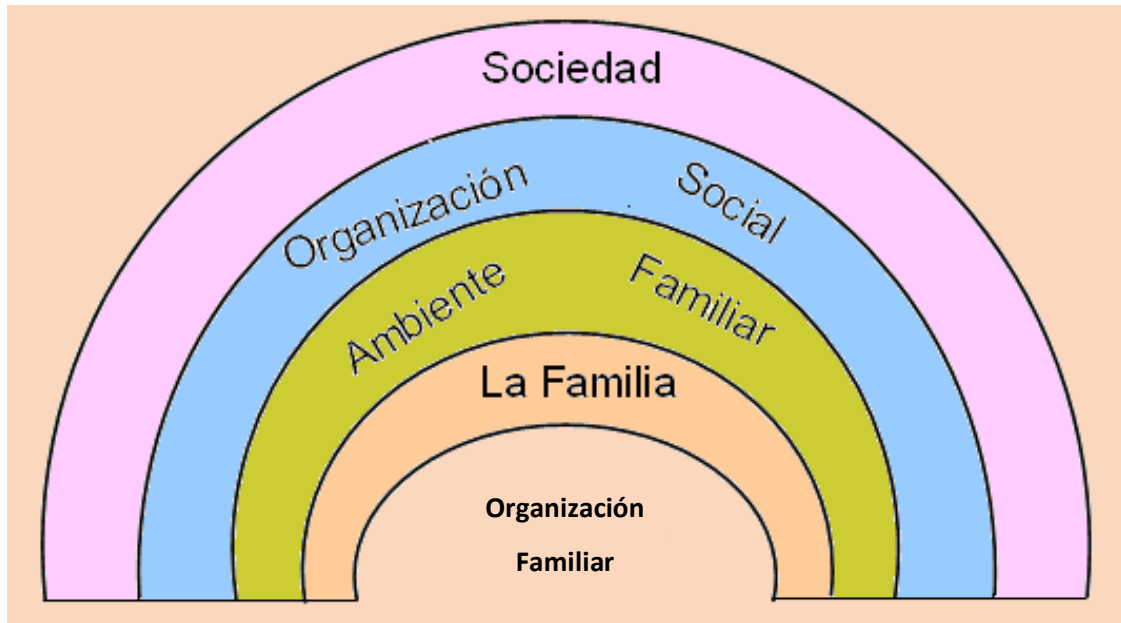 Sociedad
Organización Social
Ambiente Familiar
La Familia
Organización
Familiar